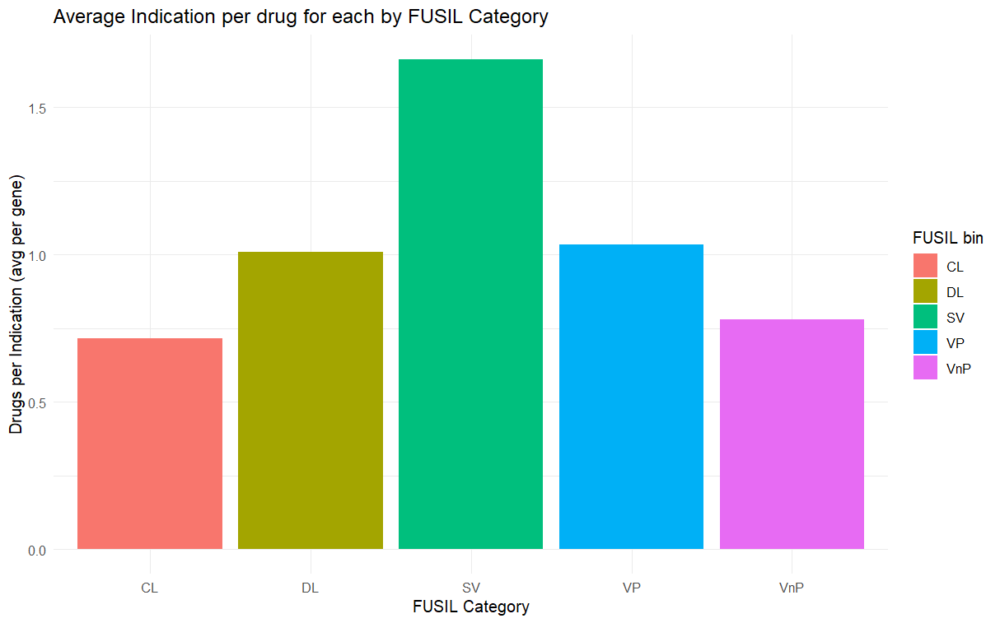 Average Indication per drug for each by FUSIL Category
Drugs per Indication (avg per gene)
1.5
1.0
0.5
0.0
CL
DL
SV
VP
VnP
FUSIL Category
FUSIL bin
CL
DL
SV
VP
VnP